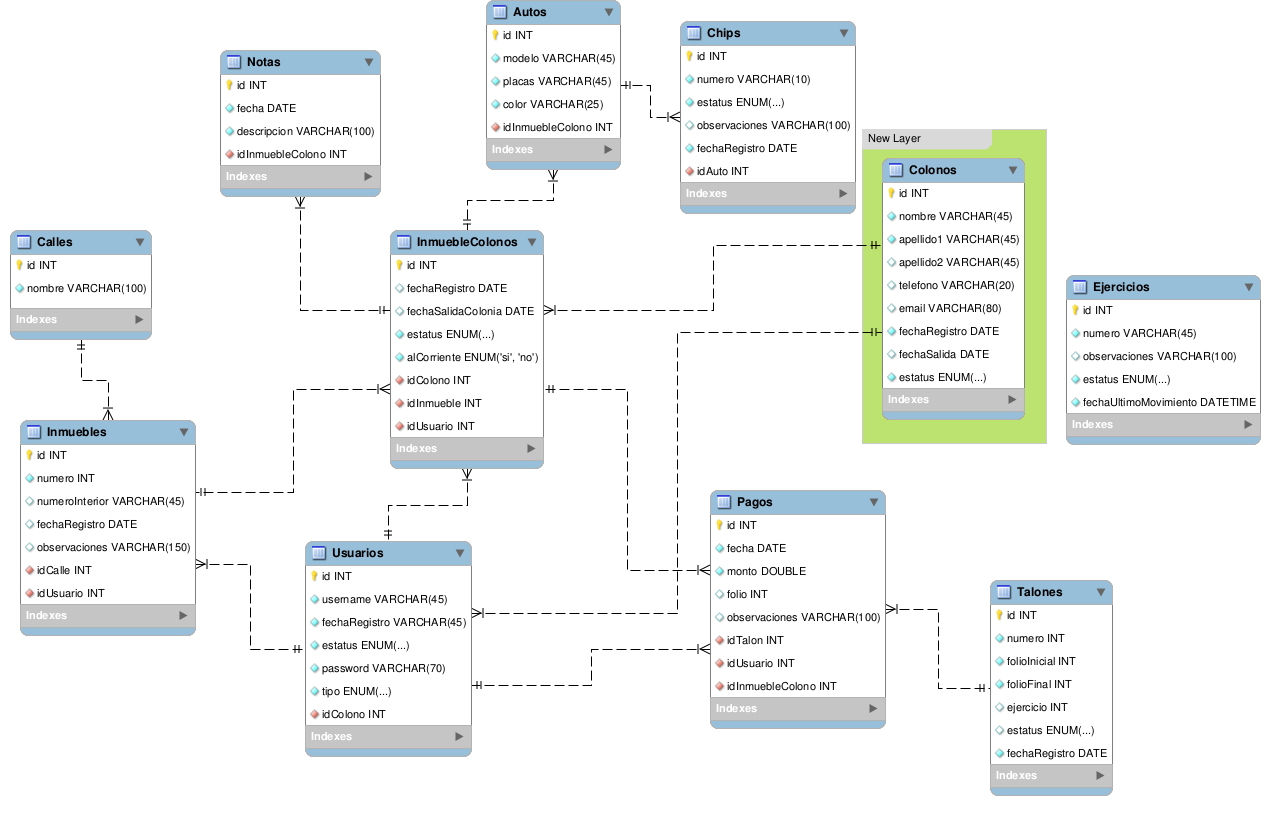 Autos
id INT
modelo VARCHAR(45)
placas VARCHAR(45)
color VARCHAR(25)
idInmuebleColono INT
Indexes
Chips
id INT
numero VARCHAR(10)
estatus ENUM(...)
observaciones VARCHAR(100)
fechaRegistro DATE
idAuto INT
Indexes
Notas
id INT
fecha DATE
descripcion VARCHAR(100)
idInmuebleColono INT
Indexes
New Layer
Colonos
id INT
nombre VARCHAR(45)
apellido1 VARCHAR(45)
apellido2 VARCHAR(45)
telefono VARCHAR(20)
email VARCHAR(80)
fechaRegistro DATE
fechaSalida DATE
estatus ENUM(...)
Indexes
Calles
id INT
nombre VARCHAR(100)
Indexes
InmuebleColonos
id INT
fechaRegistro DATE
fechaSalidaColonia DATE
estatus ENUM(...)
alCorriente ENUM('si', 'no')
idColono INT
idInmueble INT
idUsuario INT
Indexes
Ejercicios
id INT
numero VARCHAR(45)
observaciones VARCHAR(100)
estatus ENUM(...)
fechaUltimoMovimiento DATETIME
Indexes
Inmuebles
id INT
numero INT
numeroInterior VARCHAR(45)
fechaRegistro DATE
observaciones VARCHAR(150)
idCalle INT
idUsuario INT
Indexes
Usuarios
id INT
username VARCHAR(45)
fechaRegistro VARCHAR(45)
estatus ENUM(...)
password VARCHAR(70)
tipo ENUM(...)
idColono INT
Indexes
Pagos
id INT
fecha DATE
monto DOUBLE
folio INT
observaciones VARCHAR(100)
idTalon INT
idUsuario INT
idInmuebleColono INT
Indexes
Talones
id INT
numero INT
folioInicial INT
folioFinal INT
ejercicio INT
estatus ENUM(...)
fechaRegistro DATE
Indexes